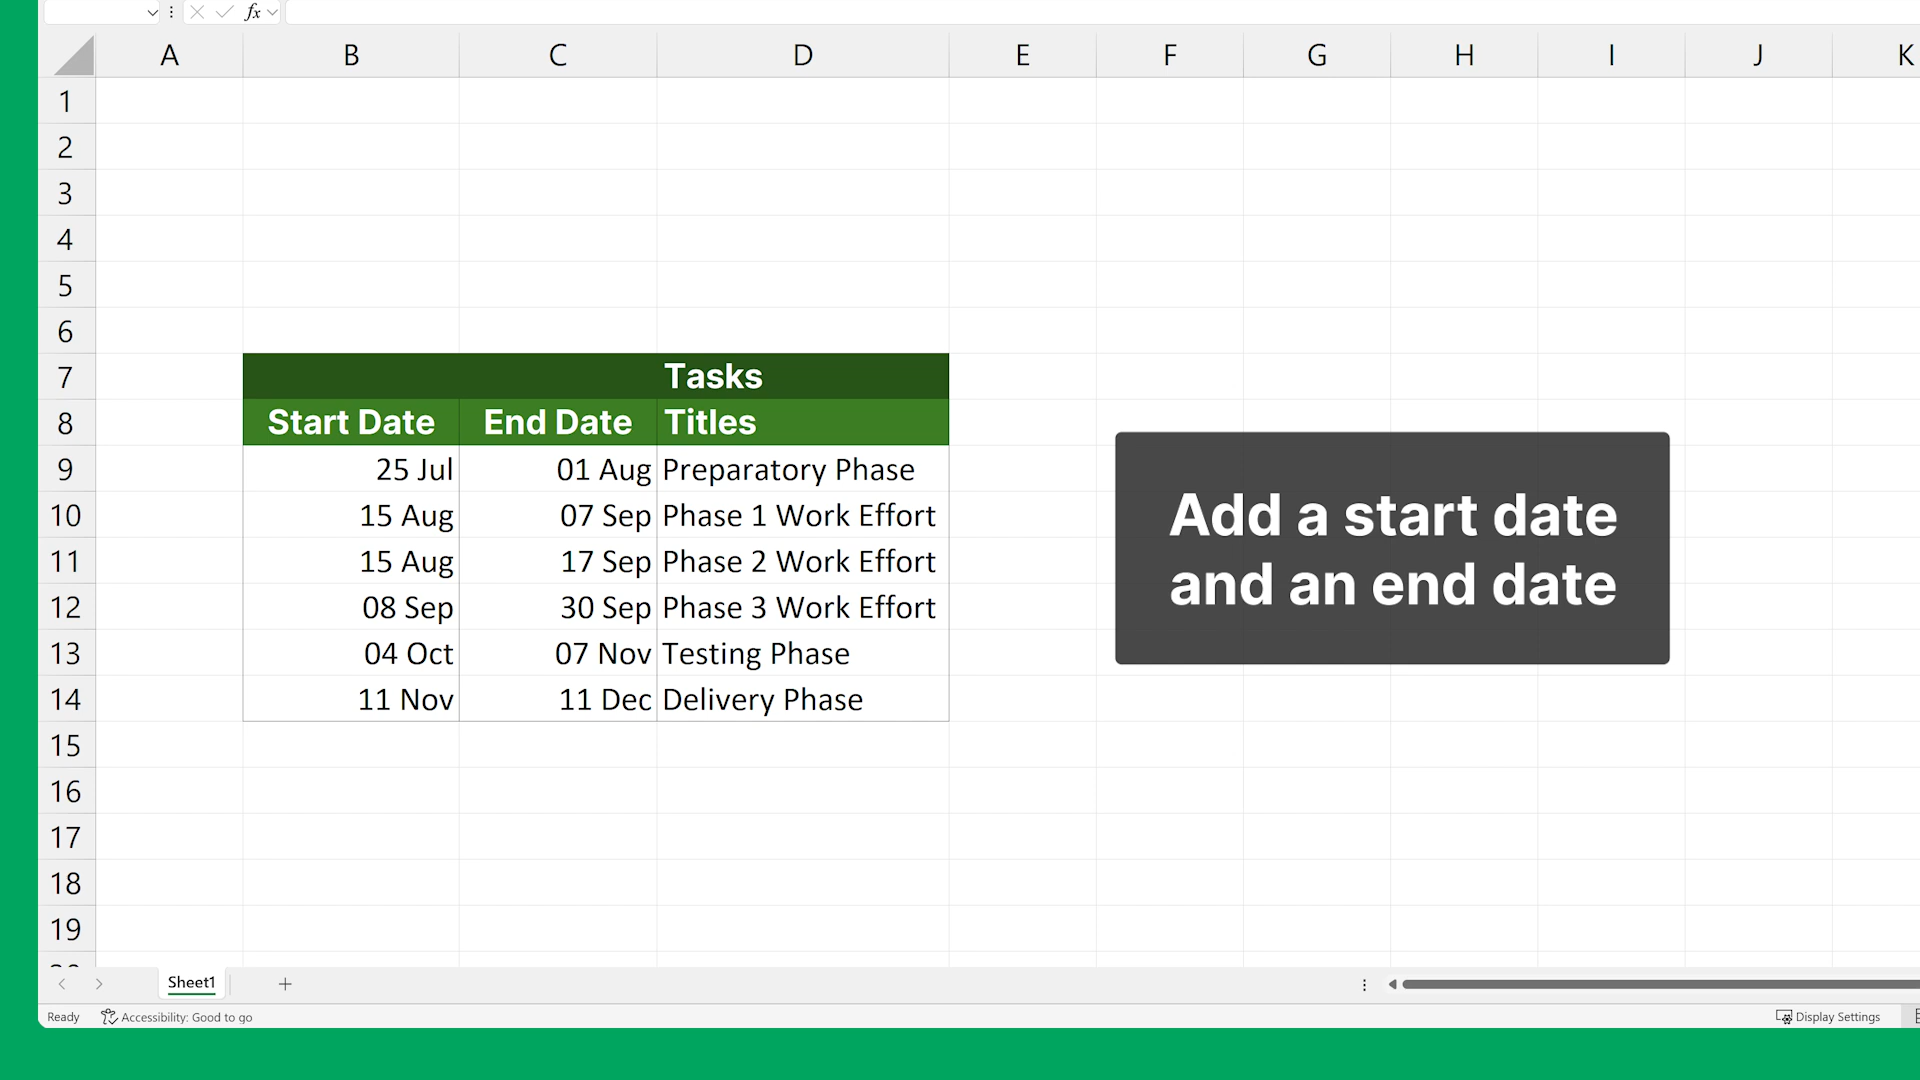 fx
A B C D E F G H I J K
1
2
3
4
5
6
7 Tasks
8 Start Date End Date Titles
9 25 Jul 01 Aug Preparatory Phase
10 15 Aug 07 Sep Phase 1 Work Effort
11 15 Aug 17 Sep Phase 2 Work Effort
12 08 Sep 30 Sep Phase 3 Work Effort
13 04 Oct 07 Nov Testing Phase
14 11 Nov 11 Dec Delivery Phase
15
16
17
18
19
Add a start date
and an end date
Sheet1
Ready Accessibility: Good to go Display Settings